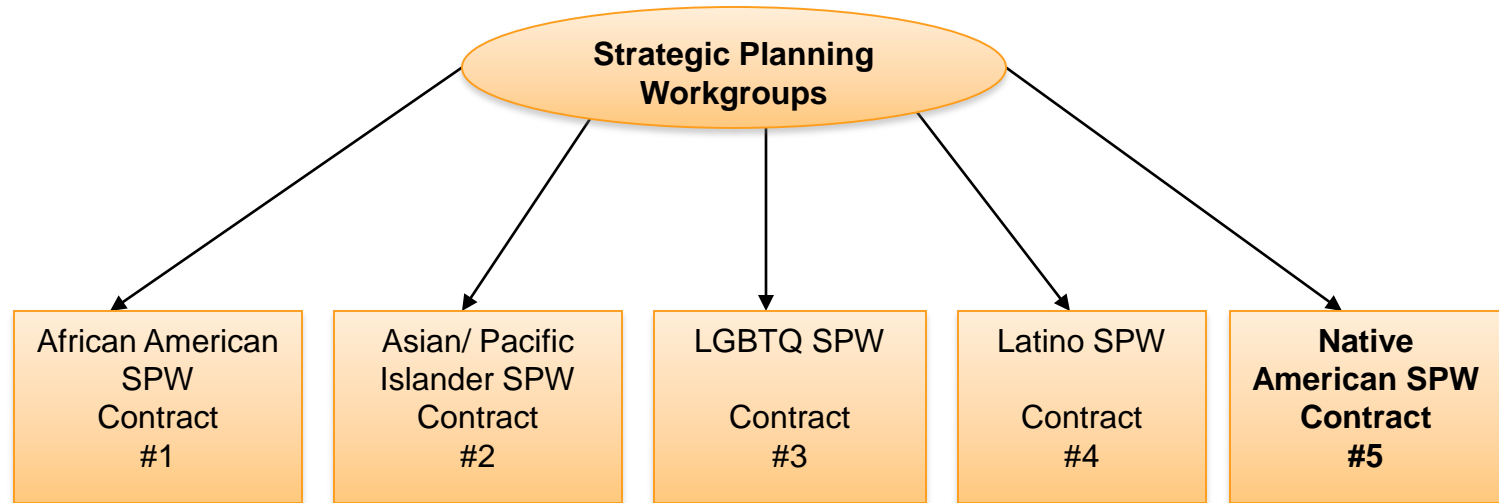 Strategic Planning
Workgroups
African American
SPW
Contract
#1
Asian/ Pacific
Islander SPW
Contract
#2
LGBTQ SPW
Contract
#3
Latino SPW
Contract
#4
Native
American SPW
Contract
#5